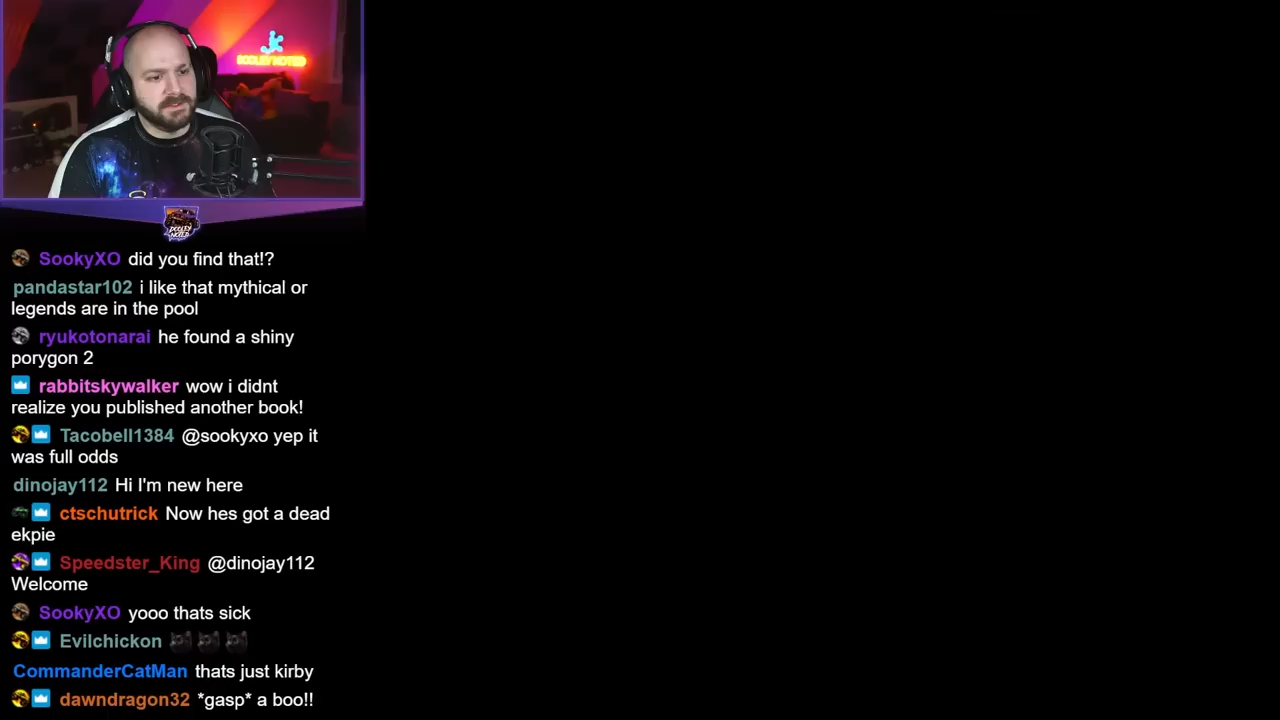 DOOLEY NOTED
DOOLEY
NOTED
SookyXO did you find that!?
pandastar102 i like that mythical or
legends are in the pool
ryukotonarai he found a shiny
porygon 2
rabbitskywalker wow i didnt
realize you published another book!
Tacobell1384 @sookyxo yep it
was full odds
dinojay112 Hi I'm new here
ctschutrick Now hes got a dead
ekpie
Speedster_King @dinojay112
Welcome
SookyXO yooo thats sick
Evilchickon
CommanderCatMan thats just kirby
dawndragon32 *gasp* a boo!!